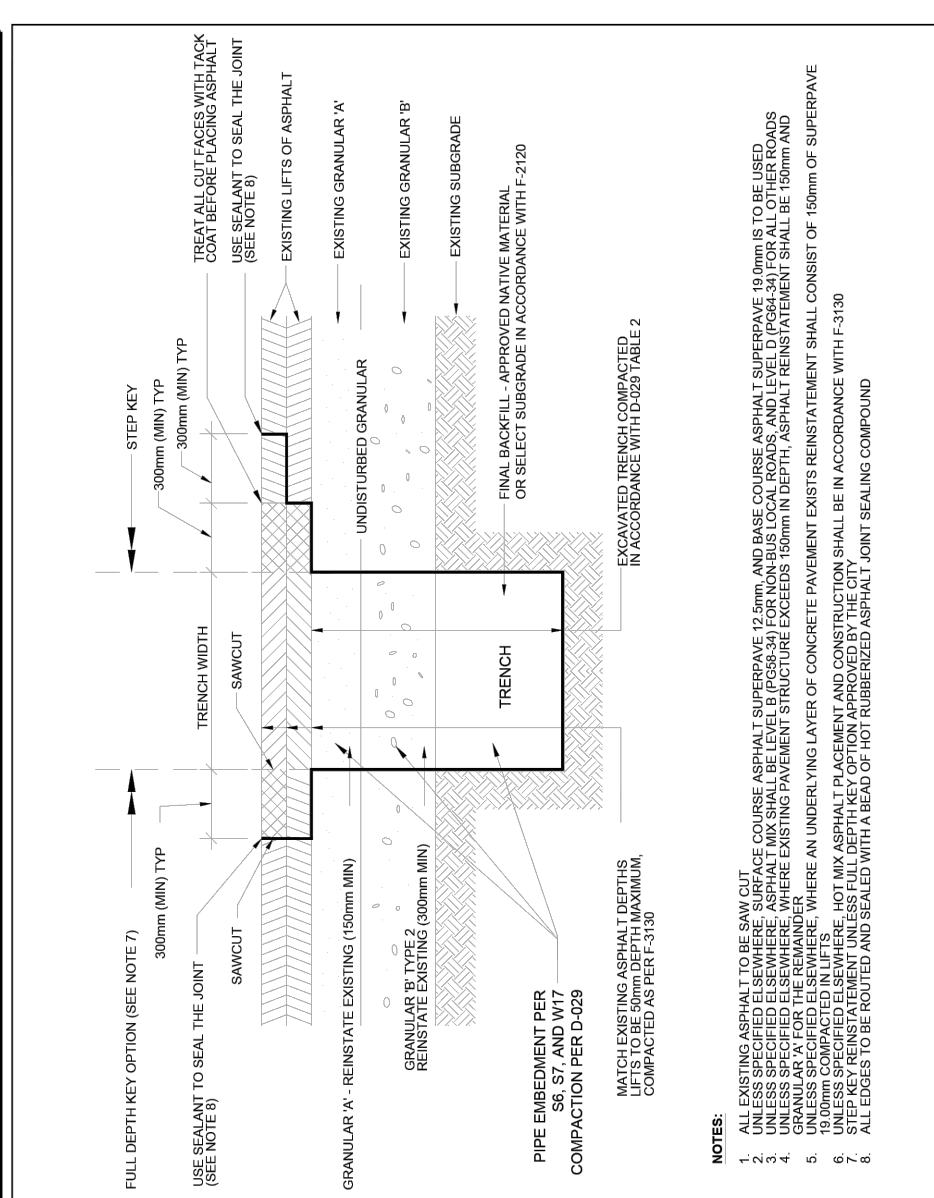 FULL DEPTH KEY OPTION (SEE NOTE 7)
STEP KEY
300mm (MIN) TYP
TRENCH WIDTH
300mm (MIN) TYP
300mm (MIN) TYP
USE SEALANT TO SEAL THE JOINT
(SEE NOTE 8)
SAWCUT
SAWCUT
TREAT ALL CUT FACES WITH TACK
COAT BEFORE PLACING ASPHALT
USE SEALANT TO SEAL THE JOINT
(SEE NOTE 8)
EXISTING LIFTS OF ASPHALT
GRANULAR 'A' - REINSTATE EXISTING (150mm MIN)
EXISTING GRANULAR 'A'
UNDISTURBED GRANULAR
GRANULAR 'B' TYPE 2
REINSTATE EXISTING (300mm MIN)
EXISTING GRANULAR 'B'
EXISTING SUBGRADE
TRENCH
FINAL BACKFILL - APPROVED NATIVE MATERIAL
OR SELECT SUBGRADE IN ACCORDANCE WITH F-2120
PIPE EMBEDMENT PER
S6, S7, AND W17
COMPACTION PER D-029
MATCH EXISTING ASPHALT DEPTHS
LIFTS TO BE 50mm DEPTH MAXIMUM,
COMPACTED AS PER F-3130
EXCAVATED TRENCH COMPACTED
IN ACCORDANCE WITH D-029 TABLE 2
NOTES:
1. ALL EXISTING ASPHALT TO BE SAW CUT
2. UNLESS SPECIFIED ELSEWHERE, SURFACE COURSE ASPHALT SUPERPAVE 12.5mm, AND BASE COURSE ASPHALT SUPERPAVE 19.0mm IS TO BE USED
3. UNLESS SPECIFIED ELSEWHERE, ASPHALT MIX SHALL BE LEVEL B (PG58-34) FOR NON-BUS LOCAL ROADS, AND LEVEL D (PG64-34) FOR ALL OTHER ROADS
4. UNLESS SPECIFIED ELSEWHERE, WHERE EXISTING PAVEMENT STRUCTURE EXCEEDS 150mm IN DEPTH, ASPHALT REINSTATEMENT SHALL BE 150mm AND
GRANULAR 'A' FOR THE REMAINDER
5. UNLESS SPECIFIED ELSEWHERE, WHERE AN UNDERLYING LAYER OF CONCRETE PAVEMENT EXISTS REINSTATEMENT SHALL CONSIST OF 150mm OF SUPERPAVE
19.00mm COMPACTED IN LIFTS
6. UNLESS SPECIFIED ELSEWHERE, HOT MIX ASPHALT PLACEMENT AND CONSTRUCTION SHALL BE IN ACCORDANCE WITH F-3130
7. STEP KEY REINSTATEMENT UNLESS FULL DEPTH KEY OPTION APPROVED BY THE CITY
8. ALL EDGES TO BE ROUTED AND SEALED WITH A BEAD OF HOT RUBBERIZED ASPHALT JOINT SEALING COMPOUND